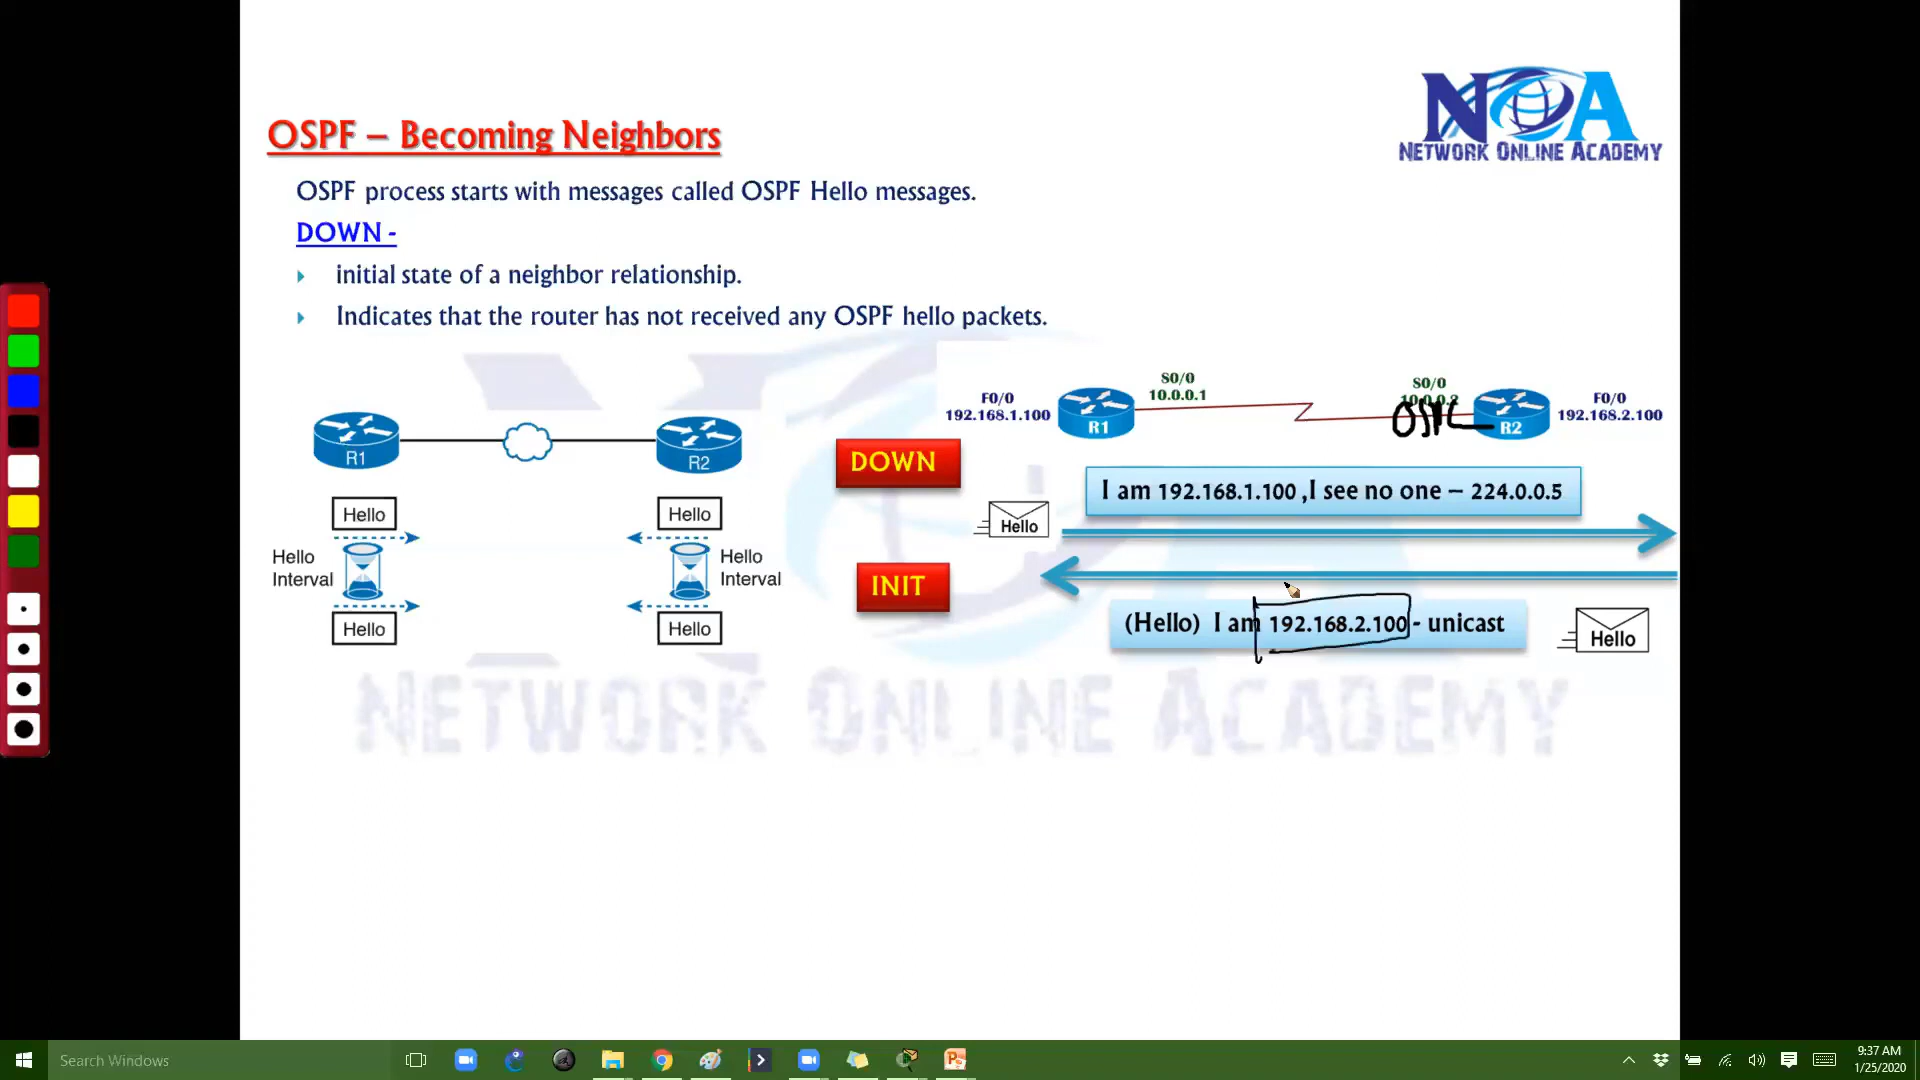 NOA
NETWORK ONLINE ACADEMY
OSPF – Becoming Neighbors
OSPF process starts with messages called OSPF Hello messages.
DOWN -
initial state of a neighbor relationship.
Indicates that the router has not received any OSPF hello packets.
R1
R2
Hello
Hello
Hello Interval
Hello Interval
Hello
Hello
F0/0
192.168.1.100
R1
S0/0
10.0.0.1
S0/0
R2
F0/0
192.168.2.100
DOWN
I am 192.168.1.100 ,I see no one – 224.0.0.5
Hello
INIT
(Hello) I am 192.168.2.100 - unicast
Hello
NETWORK ONLINE ACADEMY
Search Windows
9:37 AM
1/25/2020